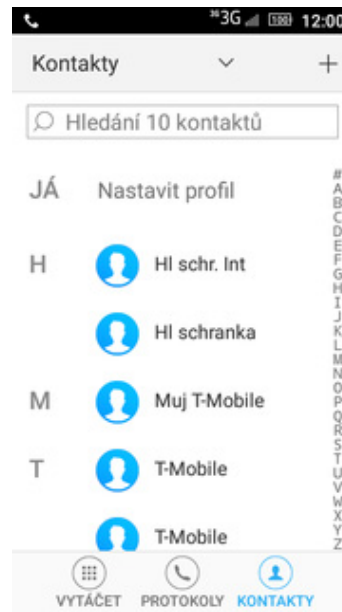 3G 100 12:00
Kontakty
Hledání 10 kontaktů
JÁ Nastavit profil
H Hl schr. Int
Hl schranka
M Muj T-Mobile
T T-Mobile
T-Mobile
#
A
B
C
D
E
F
G
H
I
J
K
L
M
N
O
P
Q
R
S
T
U
V
W
X
Y
Z
VYTÁČET PROTOKOLY KONTAKTY